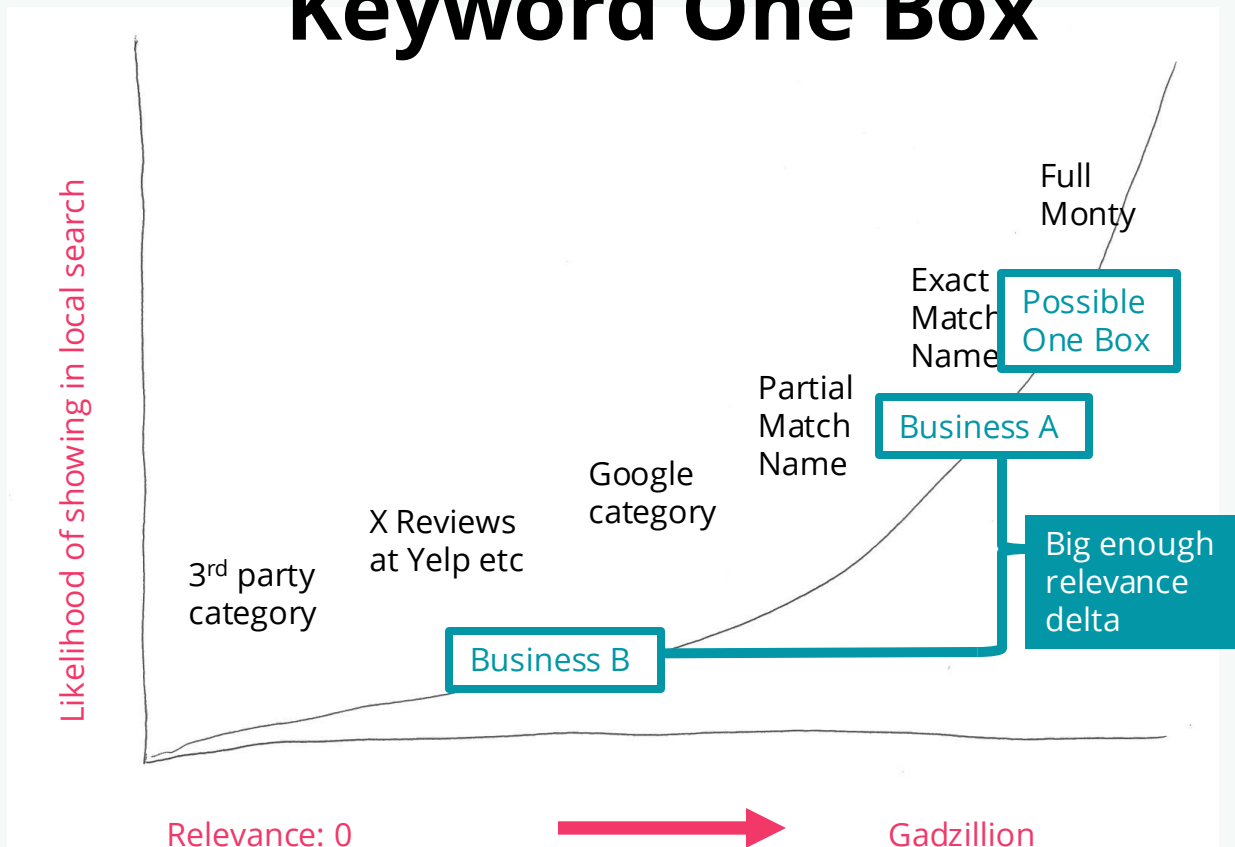 Keyword One Box
Likelihood of showing in local search
Full
Monty
Exact
Match
Name
Possible
One Box
Partial
Match
Name
Business A
Google
category
X Reviews
at Yelp etc
3rd party
category
Big enough
relevance
delta
Business B
Relevance: 0
Gadzillion